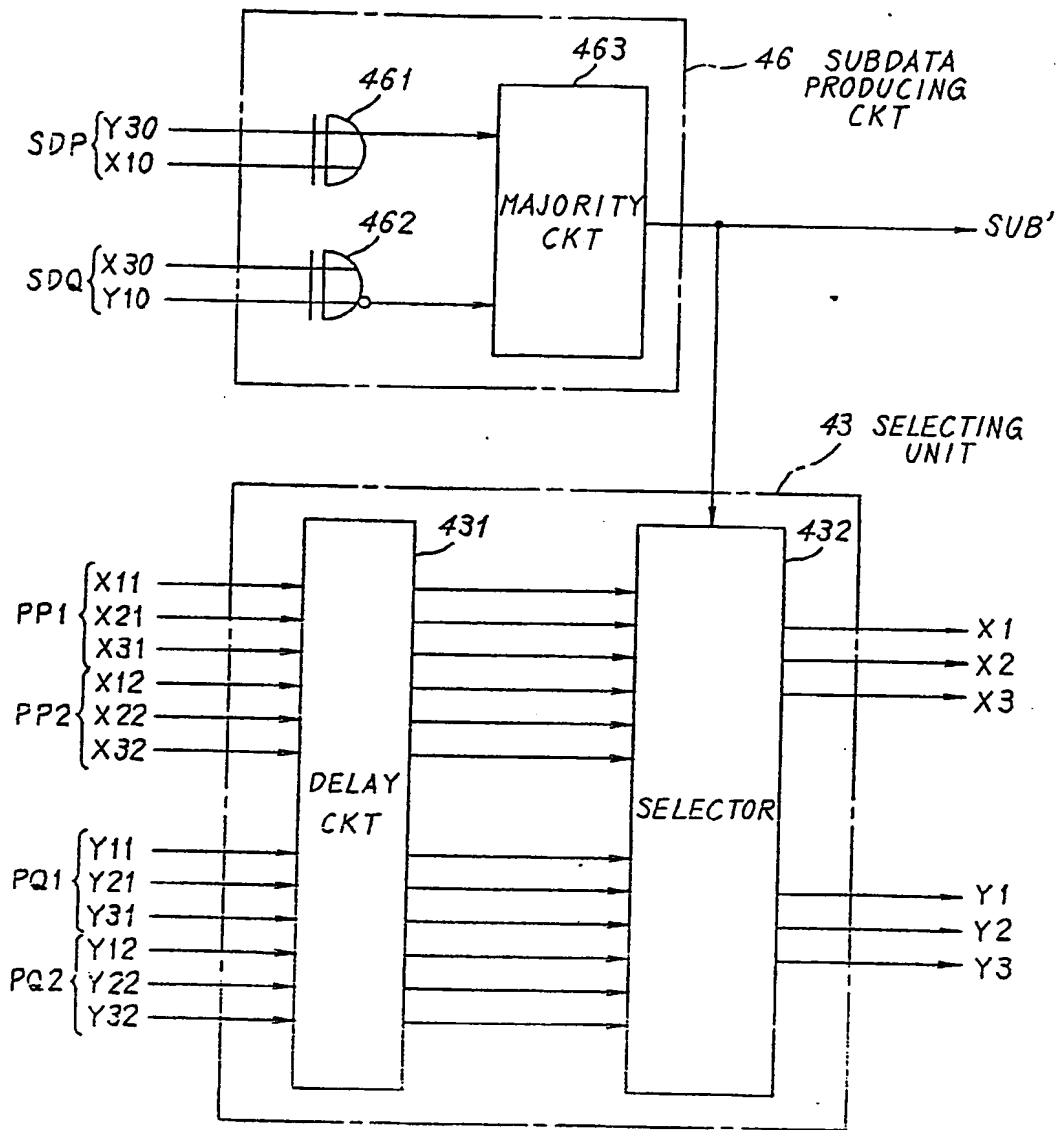 463
461
46 SUBDATA
PRODUCING
CKT
SDP
Y30
X10
MAJORITY
CKT
462
SUB'
SDQ
X30
Y10
43 SELECTING
UNIT
431
432
PP1
X11
X21
X31
X1
X2
X3
PP2
X12
X22
X32
DELAY
CKT
SELECTOR
PQ1
Y11
Y21
Y31
Y1
Y2
Y3
PQ2
Y12
Y22
Y32